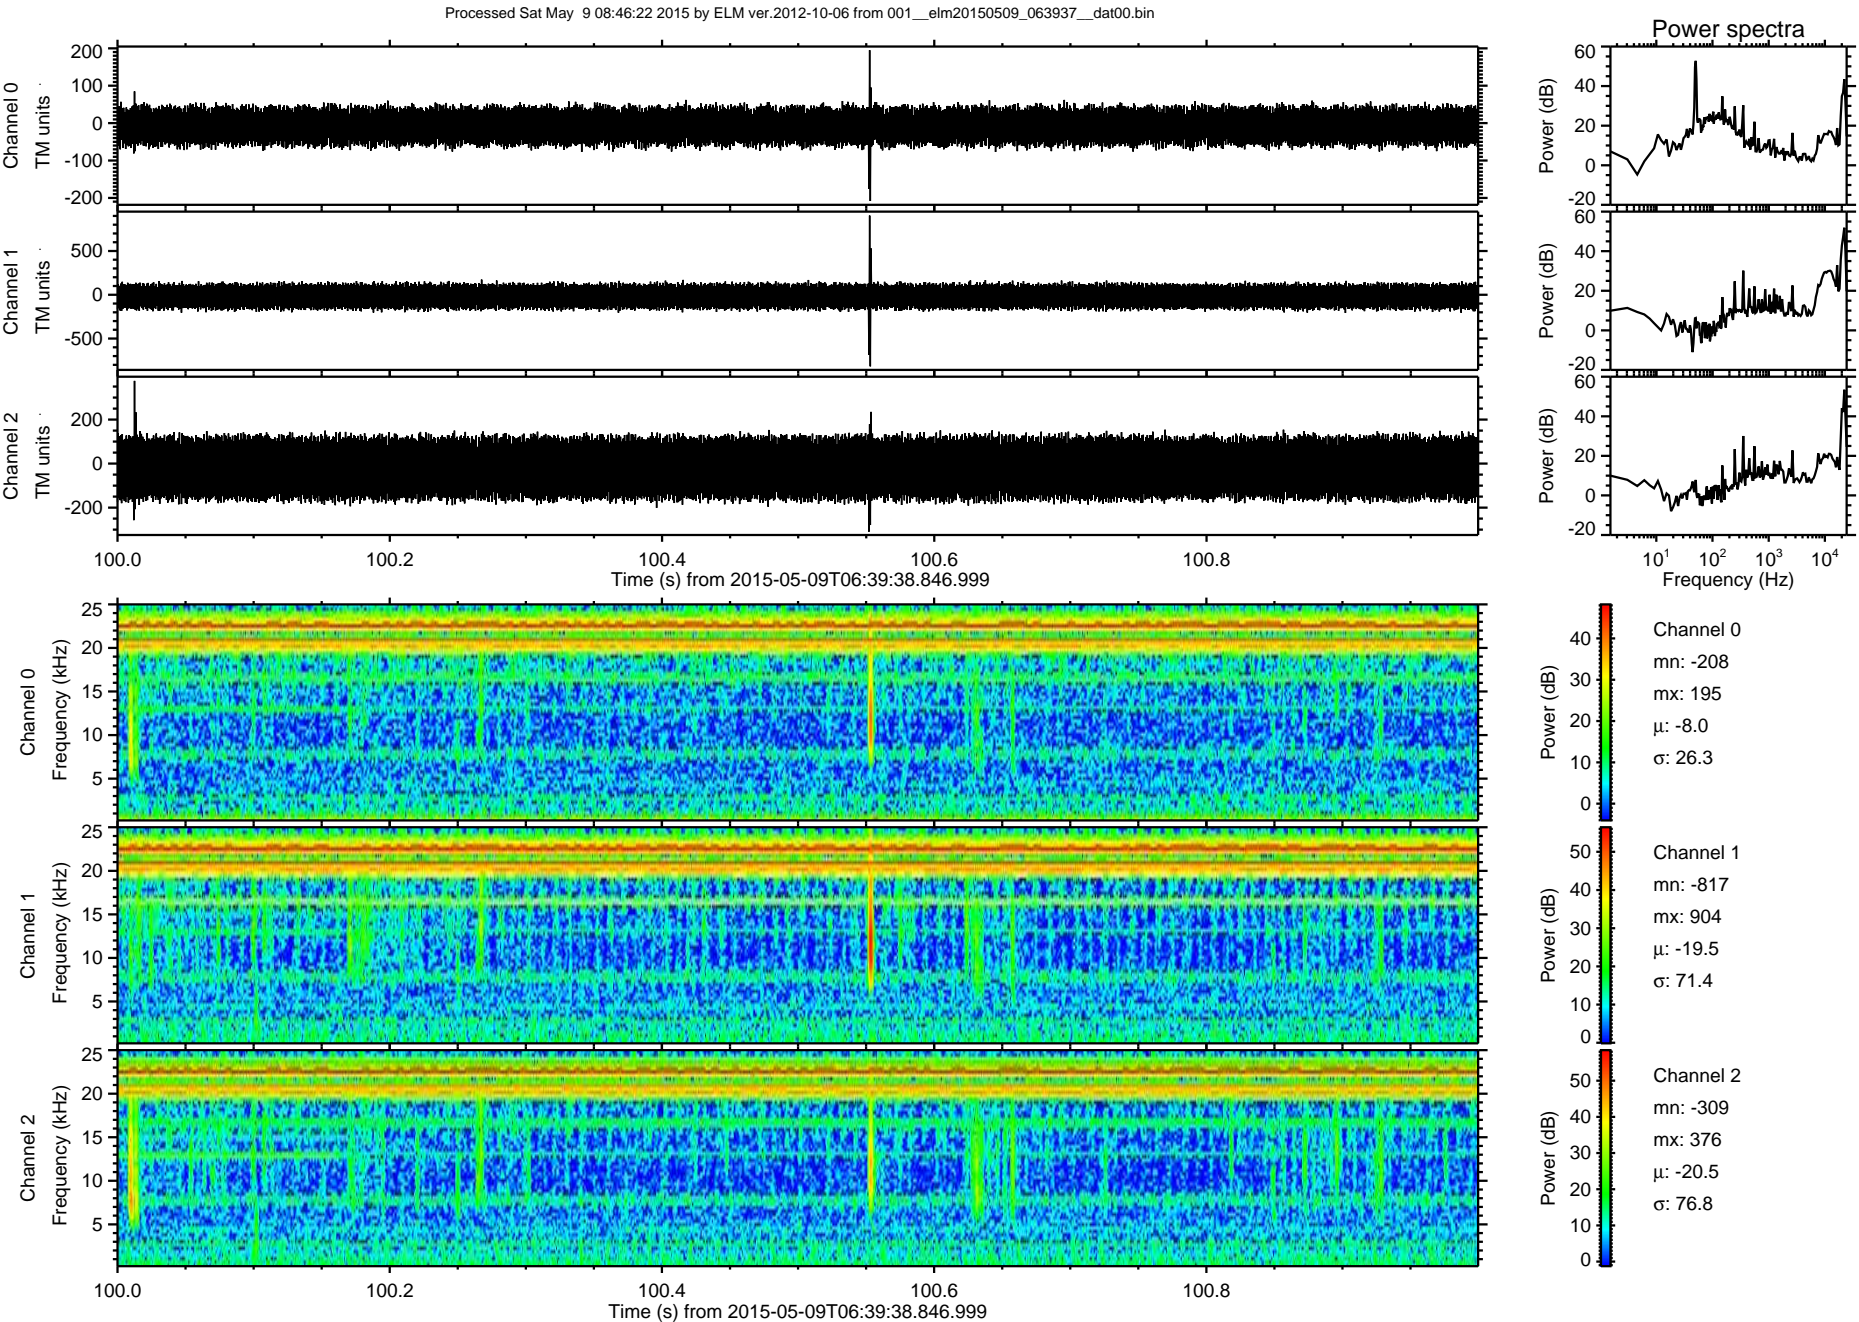 Processed Sat May  9 08:46:22 2015 by ELM ver.2012-10-06 from 001__elm20150509_063937__dat00.bin
Power spectra
Channel 0
TM units
200
100
0
-100
-200
Power (dB)
60
40
20
0
-20
Channel 1
TM units
500
0
-500
Power (dB)
60
40
20
0
-20
Channel 2
TM units
200
0
-200
Power (dB)
60
40
20
0
-20
100.0 100.2 100.4 100.6 100.8
Time (s) from 2015-05-09T06:39:38.846.999
10¹ 10² 10³ 10⁴
Frequency (Hz)
Channel 0
Frequency (kHz)
25
20
15
10
5
Power (dB)
40
30
20
10
0
Channel 0
mn: -208
mx: 195
μ: -8.0
σ: 26.3
Channel 1
Frequency (kHz)
25
20
15
10
5
Power (dB)
50
40
30
20
10
0
Channel 1
mn: -817
mx: 904
μ: -19.5
σ: 71.4
Channel 2
Frequency (kHz)
25
20
15
10
5
Power (dB)
50
40
30
20
10
0
Channel 2
mn: -309
mx: 376
μ: -20.5
σ: 76.8
100.0 100.2 100.4 100.6 100.8
Time (s) from 2015-05-09T06:39:38.846.999